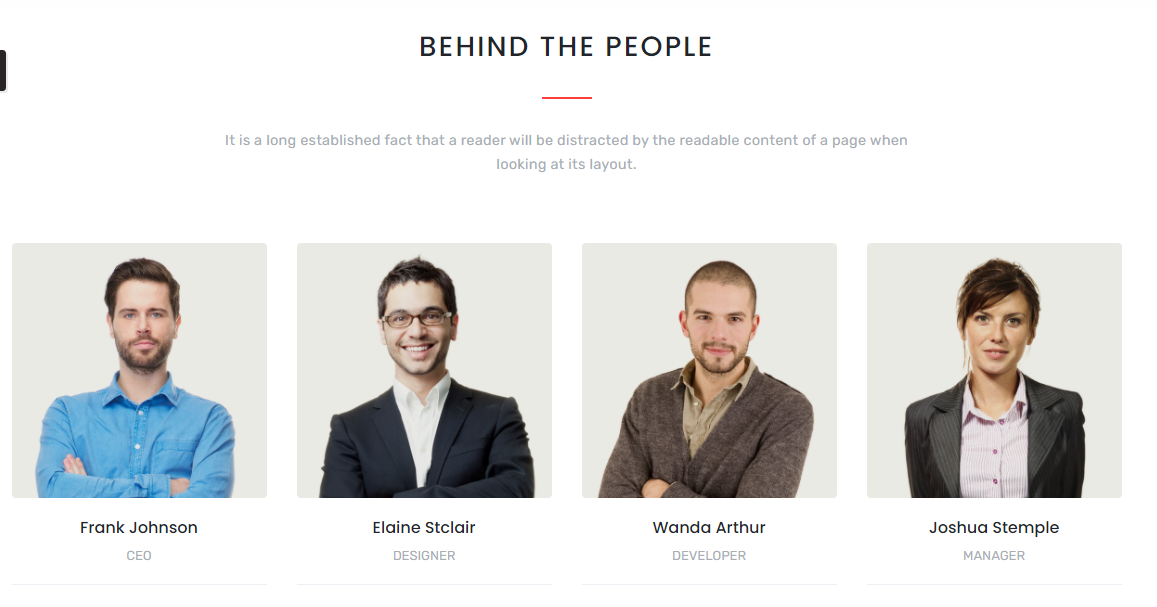 BEHIND THE PEOPLE
It is a long established fact that a reader will be distracted by the readable content of a page when
looking at its layout.
Frank Johnson
CEO
Elaine Stclair
DESIGNER
Wanda Arthur
DEVELOPER
Joshua Stemple
MANAGER